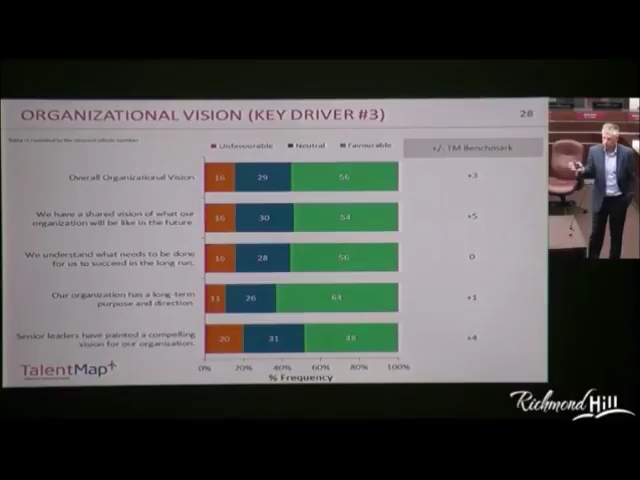 ORGANIZATIONAL VISION (KEY DRIVER #3)
28
Unfavourable Neutral Favourable
+/- TM Benchmark
Overall Organizational Vision
16 29 56
+3
We have a shared vision of what our
organization will be like in the future.
16 30 54
+5
We understand what needs to be done
for us to succeed in the long run.
16 28 56
0
Our organization has a long-term
purpose and direction.
11 26 64
+1
Senior leaders have painted a compelling
vision for our organization.
20 31 48
+4
0% 20% 40% 60% 80% 100%
% Frequency
TalentMap
Richmond Hill